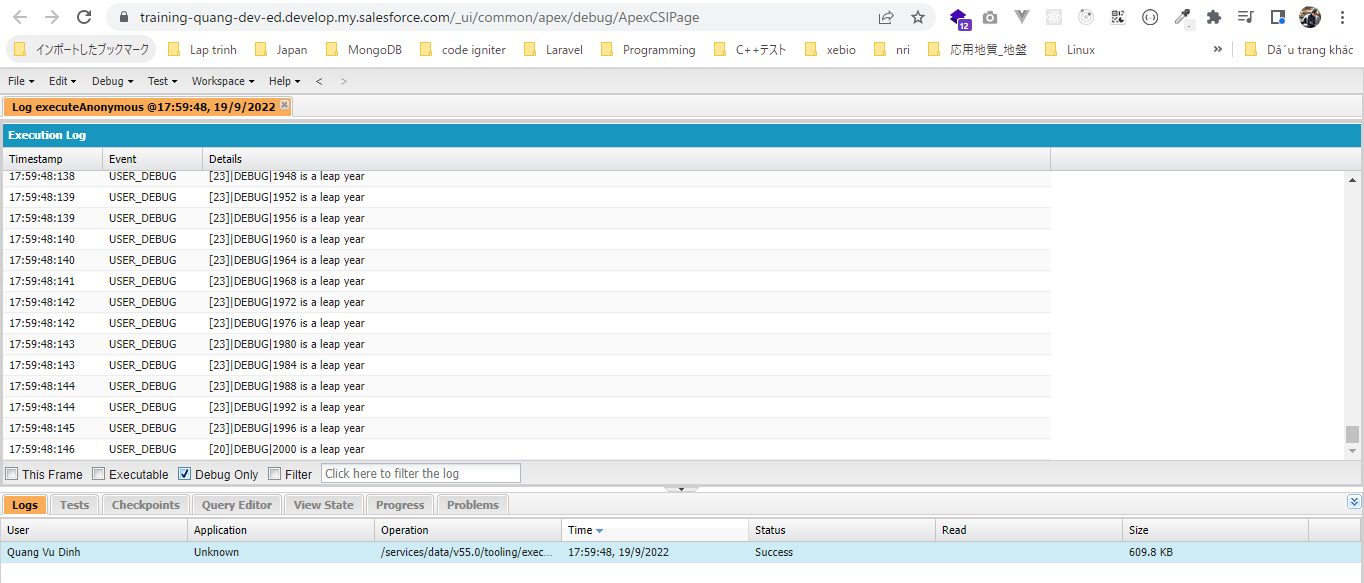 training-quang-dev-ed.develop.my.salesforce.com/_ui/common/apex/debug/ApexCSIPage
12
インポートしたブックマーク Lap trinh Japan MongoDB code igniter Laravel Programming C++テスト xebio nri 応用地質_地盤 Linux » Dấu trang khác
File Edit Debug Test Workspace Help < >
Log executeAnonymous @17:59:48, 19/9/2022
Execution Log
Timestamp Event Details
17:59:48:138 USER_DEBUG [23]|DEBUG|1948 is a leap year
17:59:48:139 USER_DEBUG [23]|DEBUG|1952 is a leap year
17:59:48:139 USER_DEBUG [23]|DEBUG|1956 is a leap year
17:59:48:140 USER_DEBUG [23]|DEBUG|1960 is a leap year
17:59:48:140 USER_DEBUG [23]|DEBUG|1964 is a leap year
17:59:48:141 USER_DEBUG [23]|DEBUG|1968 is a leap year
17:59:48:142 USER_DEBUG [23]|DEBUG|1972 is a leap year
17:59:48:142 USER_DEBUG [23]|DEBUG|1976 is a leap year
17:59:48:143 USER_DEBUG [23]|DEBUG|1980 is a leap year
17:59:48:143 USER_DEBUG [23]|DEBUG|1984 is a leap year
17:59:48:144 USER_DEBUG [23]|DEBUG|1988 is a leap year
17:59:48:144 USER_DEBUG [23]|DEBUG|1992 is a leap year
17:59:48:145 USER_DEBUG [23]|DEBUG|1996 is a leap year
17:59:48:146 USER_DEBUG [20]|DEBUG|2000 is a leap year
This Frame Executable Debug Only Filter Click here to filter the log
Logs Tests Checkpoints Query Editor View State Progress Problems
User Application Operation Time Status Read Size
Quang Vu Dinh Unknown /services/data/v55.0/tooling/exec... 17:59:48, 19/9/2022 Success 609.8 KB